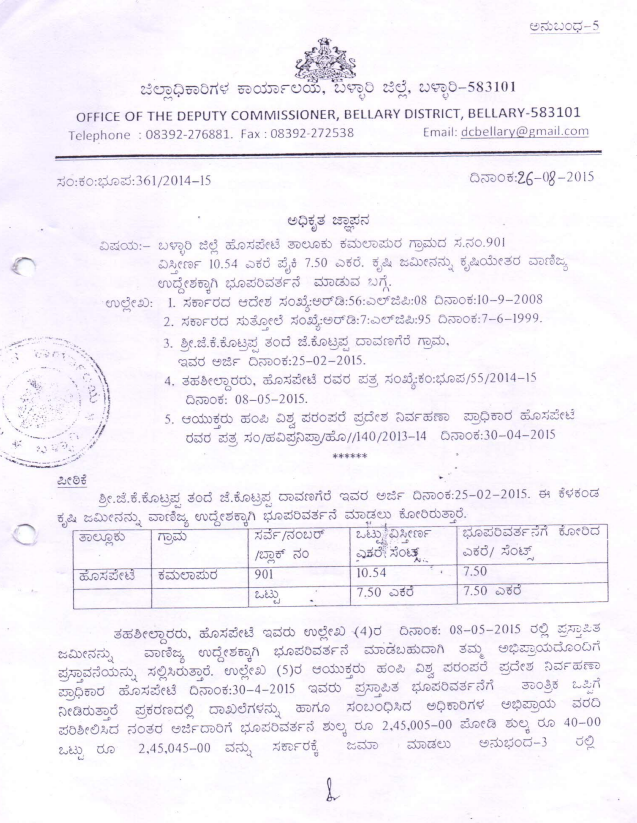 ಅನುಬಂಧ-5
ಜಿಲ್ಲಾಧಿಕಾರಿಗಳ ಕಾರ್ಯಾಲಯ, ಬಳ್ಳಾರಿ ಜಿಲ್ಲೆ, ಬಳ್ಳಾರಿ-583101
OFFICE OF THE DEPUTY COMMISSIONER, BELLARY DISTRICT, BELLARY-583101
Telephone : 08392-276881. Fax : 08392-272538 Email: dcbellary@gmail.com
ಸಂ:ಕಂ:ಭೂಪ:361/2014-15 ದಿನಾಂಕ:26-08-2015
ಅಧಿಕೃತ ಜ್ಞಾಪನ
ವಿಷಯ:- ಬಳ್ಳಾರಿ ಜಿಲ್ಲೆ ಹೊಸಪೇಟೆ ತಾಲೂಕು ಕಮಲಾಪುರ ಗ್ರಾಮದ ಸ.ನಂ.901
ವಿಸ್ತೀರ್ಣ 10.54 ಎಕರೆ ಪೈಕಿ 7.50 ಎಕರೆ. ಕೃಷಿ ಜಮೀನನ್ನು ಕೃಷಿಯೇತರ ವಾಣಿಜ್ಯ
ಉದ್ದೇಶಕ್ಕಾಗಿ ಭೂಪರಿವರ್ತನೆ ಮಾಡುವ ಬಗ್ಗೆ.
ಉಲ್ಲೇಖ: 1. ಸರ್ಕಾರದ ಆದೇಶ ಸಂಖ್ಯೆ:ಆರ್‌ಡಿ:56:ಎಲ್‌ಜಿಪಿ:08 ದಿನಾಂಕ:10-9-2008
2. ಸರ್ಕಾರದ ಸುತ್ತೋಲೆ ಸಂಖ್ಯೆ:ಆರ್‌ಡಿ:7:ಎಲ್‌ಜಿಪಿ:95 ದಿನಾಂಕ:7-6-1999.
3. ಶ್ರೀ.ಜೆ.ಕೆ.ಕೊಟ್ರಪ್ಪ ತಂದೆ ಜೆ.ಕೊಟ್ರಪ್ಪ ದಾವಣಗೆರೆ ಗ್ರಾಮ,
ಇವರ ಅರ್ಜಿ ದಿನಾಂಕ:25-02-2015.
4. ತಹಶೀಲ್ದಾರರು, ಹೊಸಪೇಟೆ ರವರ ಪತ್ರ ಸಂಖ್ಯೆ:ಕಂ:ಭೂಪ/55/2014-15
ದಿನಾಂಕ: 08-05-2015.
5. ಆಯುಕ್ತರು ಹಂಪಿ ವಿಶ್ವ ಪರಂಪರೆ ಪ್ರದೇಶ ನಿರ್ವಹಣಾ ಪ್ರಾಧಿಕಾರ ಹೊಸಪೇಟೆ
ರವರ ಪತ್ರ ಸಂ/ಹವಿಪ್ರನಿಪ್ರಾ/ಹೊ//140/2013-14 ದಿನಾಂಕ:30-04-2015
******
ಪೀಠಿಕೆ
ಶ್ರೀ.ಜೆ.ಕೆ.ಕೊಟ್ರಪ್ಪ ತಂದೆ ಜೆ.ಕೊಟ್ರಪ್ಪ ದಾವಣಗೆರೆ ಇವರ ಅರ್ಜಿ ದಿನಾಂಕ:25-02-2015. ಈ ಕೆಳಕಂಡ
ಕೃಷಿ ಜಮೀನನ್ನು ವಾಣಿಜ್ಯ ಉದ್ದೇಶಕ್ಕಾಗಿ ಭೂಪರಿವರ್ತನೆ ಮಾಡಲು ಕೋರಿರುತ್ತಾರೆ.
ತಾಲ್ಲೂಕು ಗ್ರಾಮ ಸರ್ವೆ/ನಂಬರ್ ಒಟ್ಟು ವಿಸ್ತೀರ್ಣ ಭೂಪರಿವರ್ತನೆಗೆ ಕೋರಿದ
/ಬ್ಲಾಕ್ ನಂ ಎಕರೆ ಸೆಂಟ್ಸ್ ಎಕರೆ/ ಸೆಂಟ್ಸ್
ಹೊಸಪೇಟೆ ಕಮಲಾಪುರ 901 10.54 7.50
ಒಟ್ಟು 7.50 ಎಕರೆ 7.50 ಎಕರೆ
ತಹಶೀಲ್ದಾರರು, ಹೊಸಪೇಟೆ ಇವರು ಉಲ್ಲೇಖ (4)ರ ದಿನಾಂಕ: 08-05-2015 ರಲ್ಲಿ ಪ್ರಸ್ತಾಪಿತ
ಜಮೀನನ್ನು ವಾಣಿಜ್ಯ ಉದ್ದೇಶಕ್ಕಾಗಿ ಭೂಪರಿವರ್ತನೆ ಮಾಡಬಹುದಾಗಿ ತಮ್ಮ ಅಭಿಪ್ರಾಯದೊಂದಿಗೆ
ಪ್ರಸ್ತಾವನೆಯನ್ನು ಸಲ್ಲಿಸಿರುತ್ತಾರೆ. ಉಲ್ಲೇಖ (5)ರ ಆಯುಕ್ತರು ಹಂಪಿ ವಿಶ್ವ ಪರಂಪರೆ ಪ್ರದೇಶ ನಿರ್ವಹಣಾ
ಪ್ರಾಧಿಕಾರ ಹೊಸಪೇಟೆ ದಿನಾಂಕ:30-4-2015 ಇವರು ಪ್ರಸ್ತಾಪಿತ ಭೂಪರಿವರ್ತನೆಗೆ ತಾಂತ್ರಿಕ ಒಪ್ಪಿಗೆ
ನೀಡಿರುತ್ತಾರೆ ಪ್ರಕರಣದಲ್ಲಿ ದಾಖಲೆಗಳನ್ನು ಹಾಗೂ ಸಂಬಂಧಿಸಿದ ಅಧಿಕಾರಿಗಳ ಅಭಿಪ್ರಾಯ ವರದಿ
ಪರಿಶೀಲಿಸಿದ ನಂತರ ಅರ್ಜಿದಾರಿಗೆ ಭೂಪರಿವರ್ತನೆ ಶುಲ್ಕ ರೂ 2,45,005-00 ಪೋಡಿ ಶುಲ್ಕ ರೂ 40-00
ಒಟ್ಟು ರೂ 2,45,045-00 ವನ್ನು ಸರ್ಕಾರಕ್ಕೆ ಜಮಾ ಮಾಡಲು ಅನುಭಂದ-3 ರಲ್ಲಿ